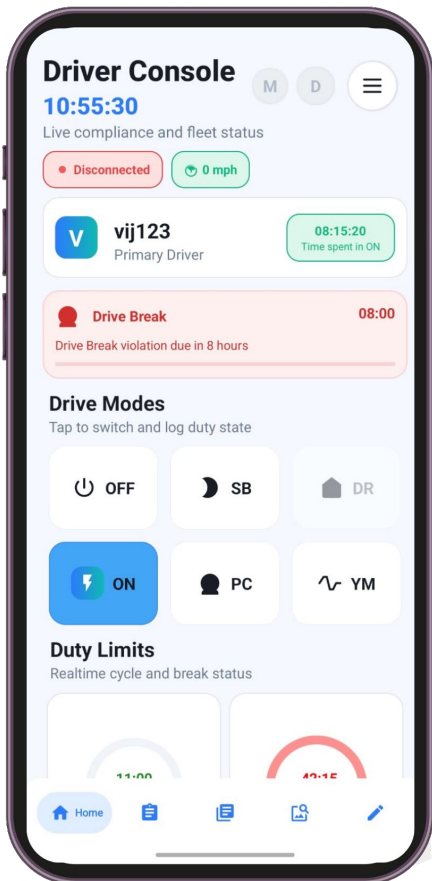 Driver Console
M D
10:55:30
Live compliance and fleet status
Disconnected
0 mph
V
vij123
Primary Driver
08:15:20
Time spent in ON
Drive Break
08:00
Drive Break violation due in 8 hours
Drive Modes
Tap to switch and log duty state
OFF
SB
DR
ON
PC
YM
Duty Limits
Realtime cycle and break status
11:00
42:15
Home